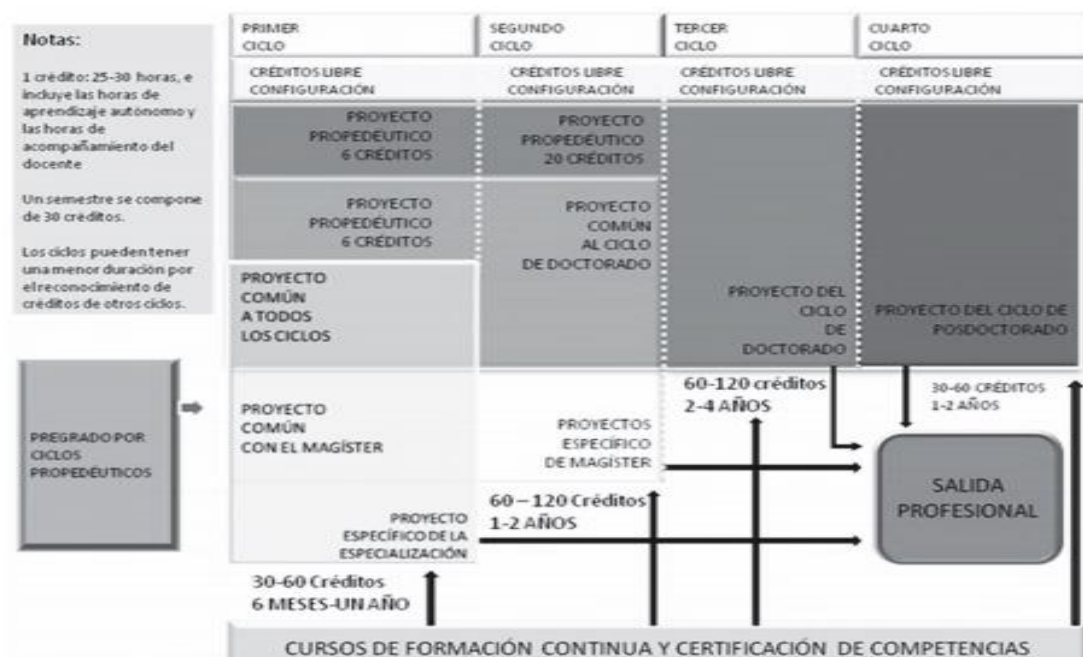 Notas:
1 crédito: 25-30 horas, e
incluye las horas de
aprendizaje autónomo y
las horas de
acompañamiento del
docente
Un semestre se compone
de 30 créditos.
Los ciclos pueden tener
una menor duración por
el reconocimiento de
créditos de otros ciclos.
PREGRADO POR
CICLOS
PROPEDÉUTICOS
PRIMER
CICLO
SEGUNDO
CICLO
TERCER
CICLO
CUARTO
CICLO
CRÉDITOS LIBRE
CONFIGURACIÓN
CRÉDITOS LIBRE
CONFIGURACIÓN
CRÉDITOS LIBRE
CONFIGURACIÓN
CRÉDITOS LIBRE
CONFIGURACIÓN
PROYECTO
PROPEDÉUTICO
6 CRÉDITOS
PROYECTO
PROPEDÉUTICO
20 CRÉDITOS
PROYECTO
PROPEDÉUTICO
6 CRÉDITOS
PROYECTO
COMÚN
AL CICLO
DE DOCTORADO
PROYECTO
COMÚN
A TODOS
LOS CICLOS
PROYECTO DEL
CICLO
DE
DOCTORADO
PROYECTO DEL CICLO DE
POSDOCTORADO
60-120 créditos
2-4 AÑOS
30-60 CRÉDITOS
1-2 AÑOS
PROYECTO
COMÚN
CON EL MAGÍSTER
PROYECTOS
ESPECÍFICO
DE MAGÍSTER
SALIDA
PROFESIONAL
60 – 120 Créditos
1-2 AÑOS
PROYECTO
ESPECÍFICO DE LA
ESPECIALIZACIÓN
30-60 Créditos
6 MESES-UN AÑO
CURSOS DE FORMACIÓN CONTINUA Y CERTIFICACIÓN DE COMPETENCIAS